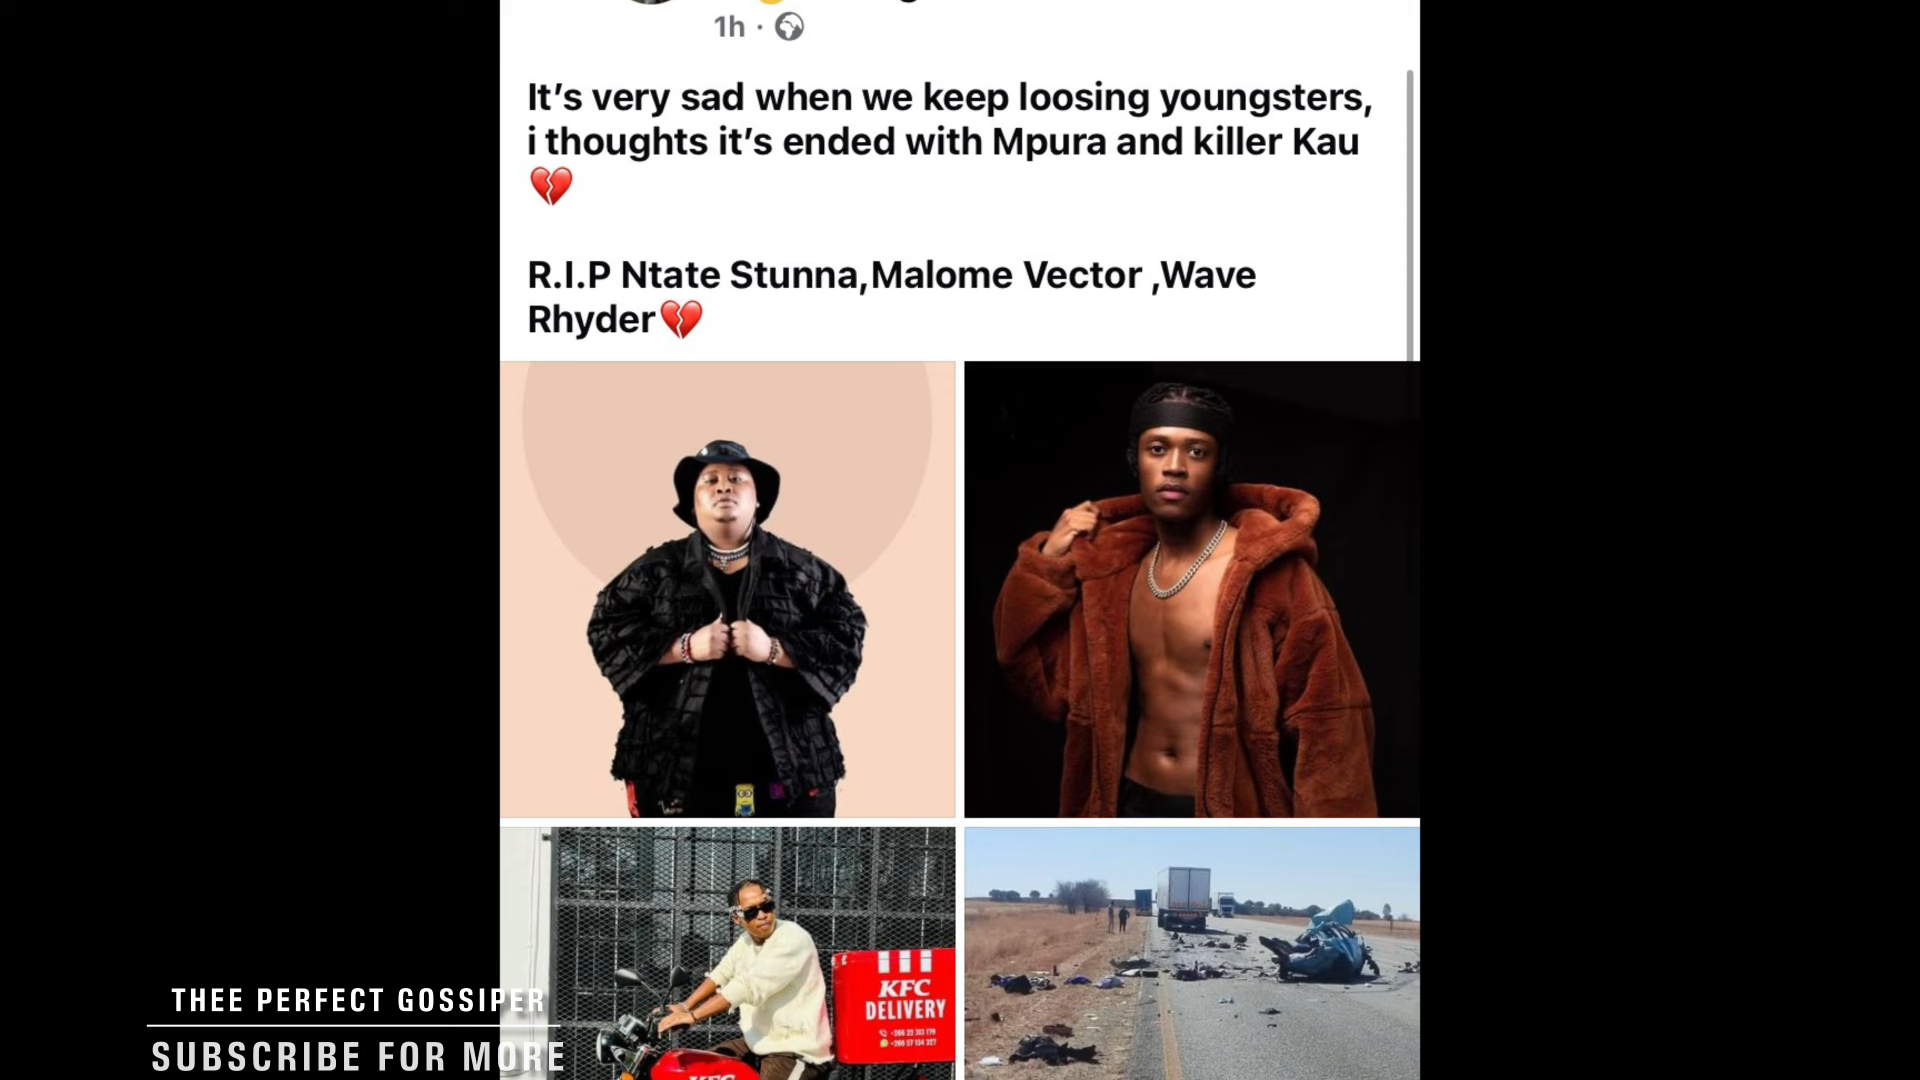 1h ·
It's very sad when we keep loosing youngsters,
i thoughts it's ended with Mpura and killer Kau
💔
R.I.P Ntate Stunna,Malome Vector ,Wave
Rhyder💔
KFC
DELIVERY
KFC
THEE PERFECT GOSSIPER
SUBSCRIBE FOR MORE